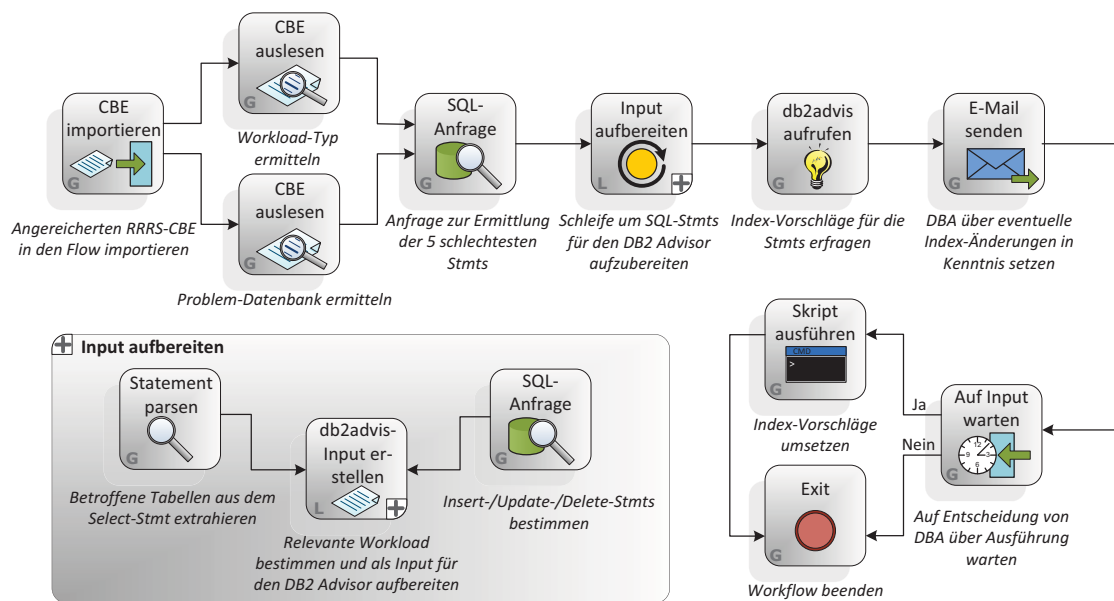 CBE
importieren
G
Angereicherten RRRS-CBE
in den Flow importieren
CBE
auslesen
G
Workload-Typ
ermitteln
CBE
auslesen
G
Problem-Datenbank ermitteln
SQL-
Anfrage
G
Anfrage zur Ermittlung
der 5 schlechtesten
Stmts
Input
aufbereiten
L
Schleife um SQL-Stmts
für den DB2 Advisor
aufzubereiten
db2advis
aufrufen
G
Index-Vorschläge für die
Stmts erfragen
E-Mail
senden
G
DBA über eventuelle
Index-Änderungen in
Kenntnis setzen
Auf Input
warten
12
9
3
6
G
Auf Entscheidung von
DBA über Ausführung
warten
Ja
Nein
Skript
ausführen
CMD
>
G
Index-Vorschläge
umsetzen
Exit
G
Workflow beenden
Input aufbereiten
Statement
parsen
G
Betroffene Tabellen aus dem
Select-Stmt extrahieren
db2advis-
Input er-
stellen
L
Relevante Workload
bestimmen und als Input für
den DB2 Advisor aufbereiten
SQL-
Anfrage
G
Insert-/Update-/Delete-Stmts
bestimmen